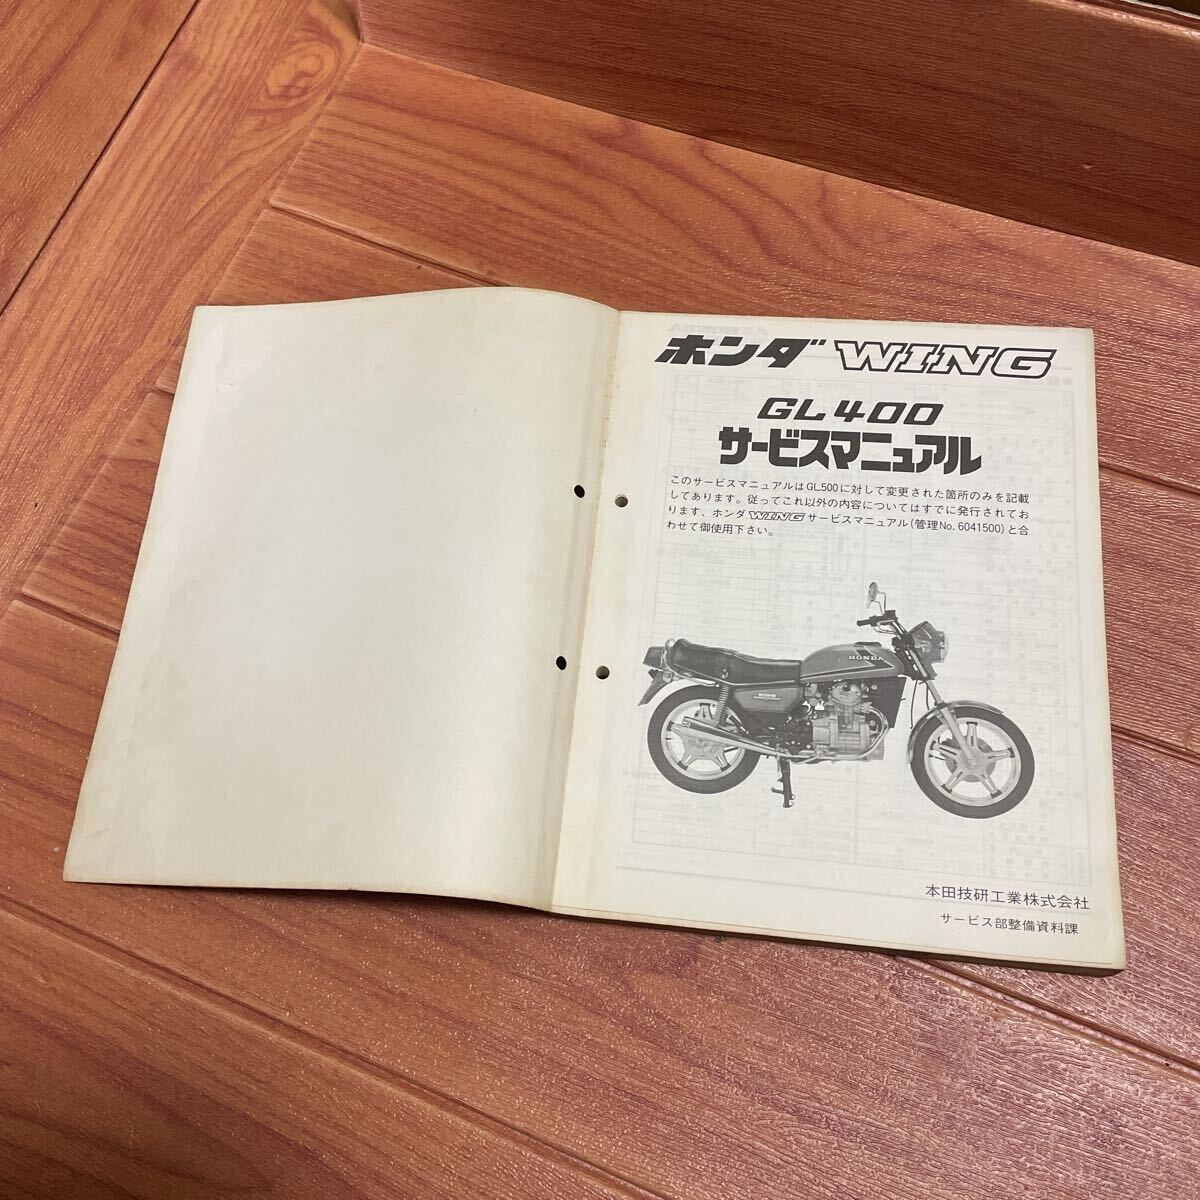 ホンダ WING
GL400
サービスマニュアル
このサービスマニュアルはGL500に対して変更された箇所のみを記載
してあります。従ってこれ以外の内容についてはすでに発行されてお
ります、ホンダ WING サービスマニュアル(管理No.6041500)と合
わせて御使用下さい。
HONDA
WING
本田技研工業株式会社
サービス部整備資料課